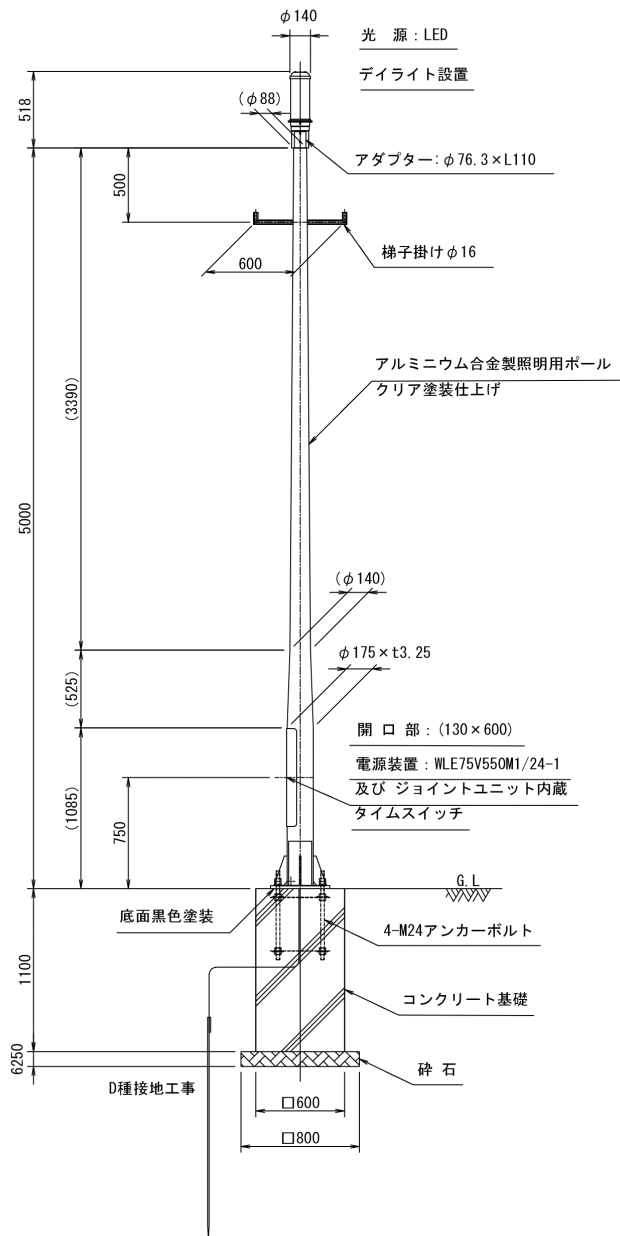 φ140
光 源：LED
デイライト設置
518
(φ88)
アダプター：φ76.3×L110
500
梯子掛けφ16
600
アルミニウム合金製照明用ポール
クリア塗装仕上げ
(3390)
5000
(φ140)
φ175×t3.25
(525)
開 口 部：(130×600)
電源装置：WLE75V550M1/24-1
及び ジョイントユニット内蔵
タイムスイッチ
(1085)
750
G.L
底面黒色塗装
4-M24アンカーボルト
1100
コンクリート基礎
6250
砕 石
D種接地工事
□600
□800